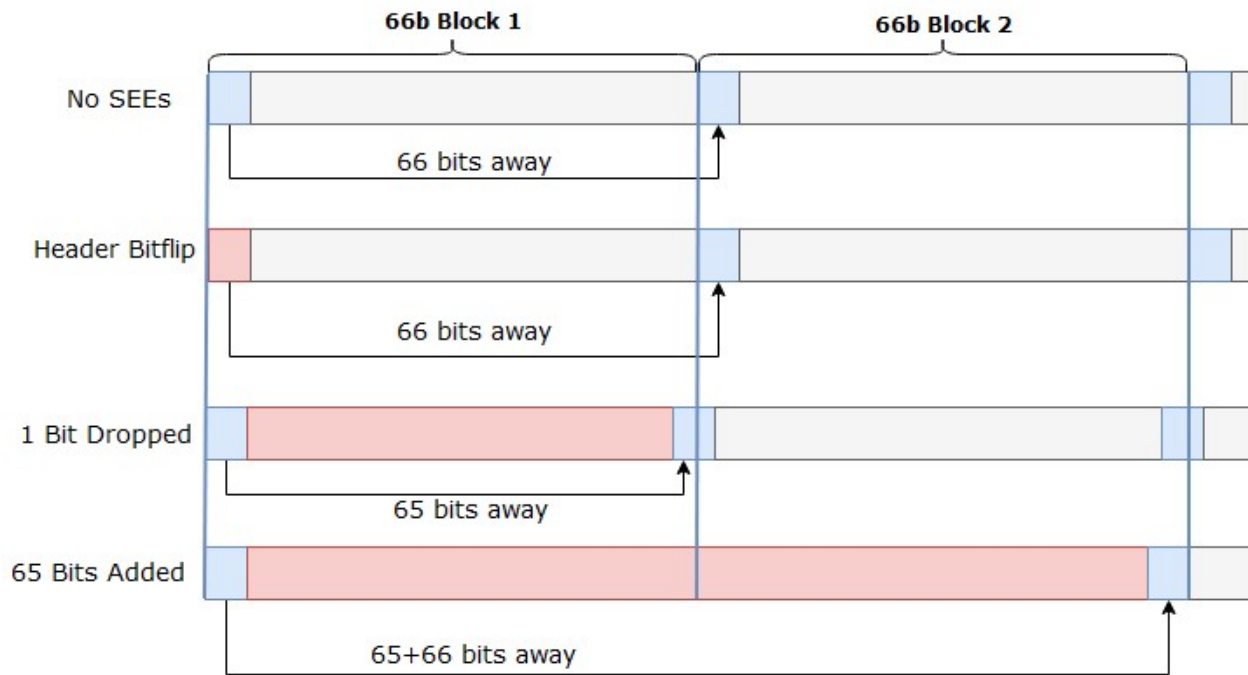 66b Block 1
66b Block 2
No SEEs
66 bits away
Header Bitflip
66 bits away
1 Bit Dropped
65 bits away
65 Bits Added
65+66 bits away